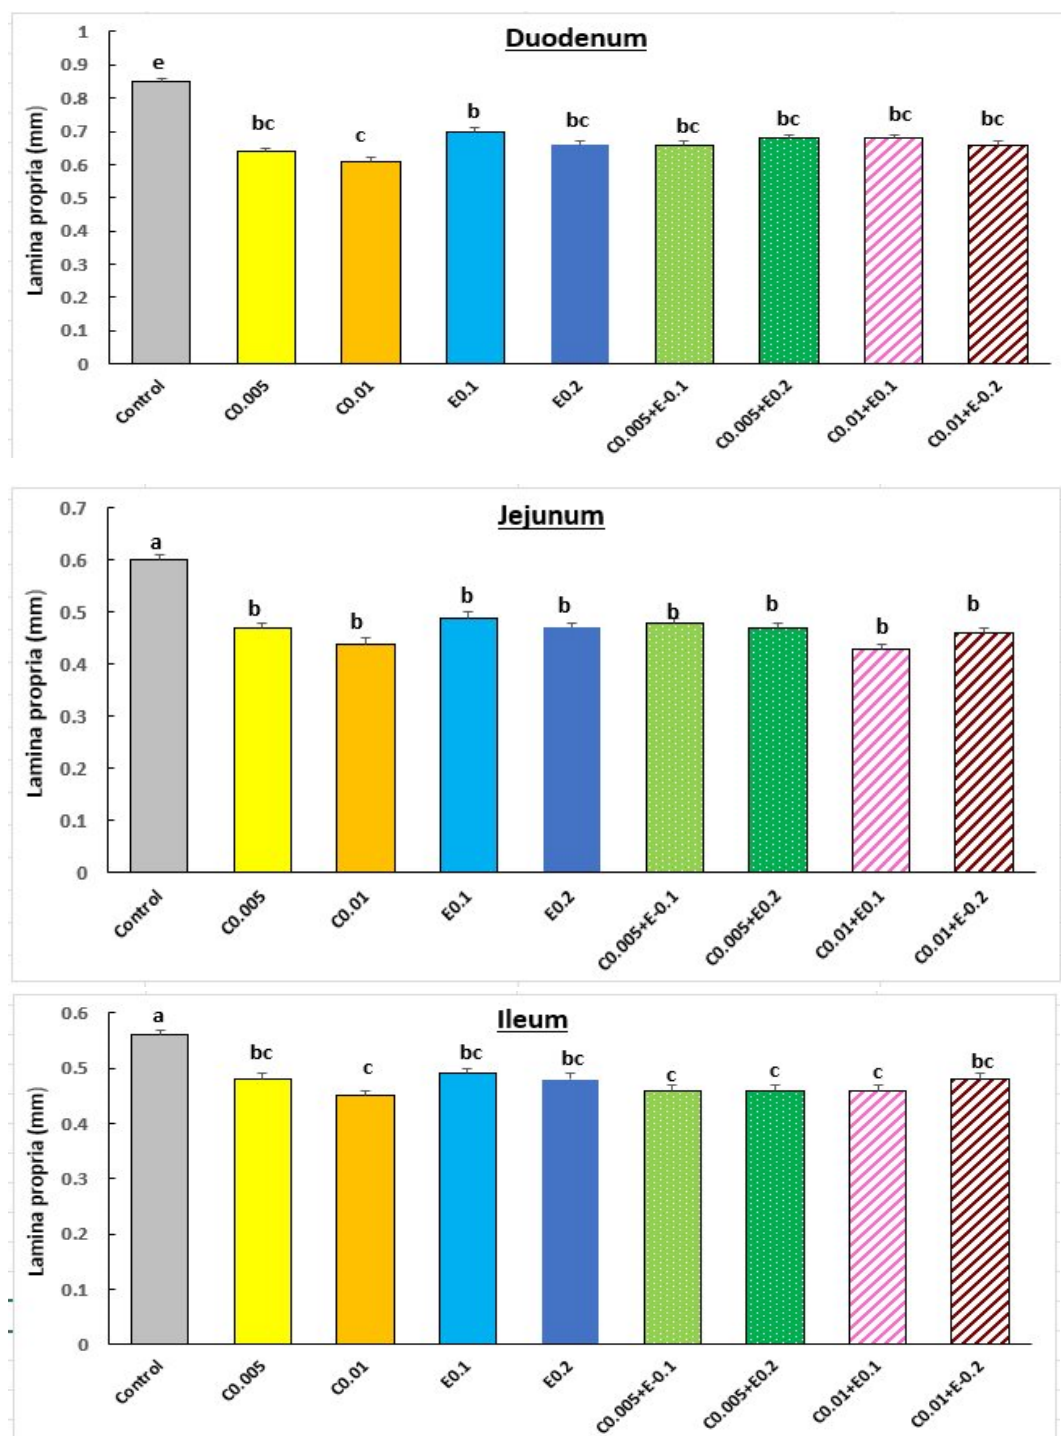 Duodenum
Lamina propria (mm)
1
0.9
0.8
0.7
0.6
0.5
0.4
0.3
0.2
0.1
0
e
bc
c
b
bc
bc
bc
bc
bc
Control
C0.005
C0.01
E0.1
E0.2
C0.005+E-0.1
C0.005+E0.2
C0.01+E0.1
C0.01+E-0.2
Jejunum
Lamina propria (mm)
0.7
0.6
0.5
0.4
0.3
0.2
0.1
0
a
b
b
b
b
b
b
b
b
Control
C0.005
C0.01
E0.1
E0.2
C0.005+E-0.1
C0.005+E0.2
C0.01+E0.1
C0.01+E-0.2
Ileum
Lamina propria (mm)
0.6
0.5
0.4
0.3
0.2
0.1
0
a
bc
c
bc
bc
c
c
c
bc
Control
C0.005
C0.01
E0.1
E0.2
C0.005+E-0.1
C0.005+E0.2
C0.01+E0.1
C0.01+E-0.2